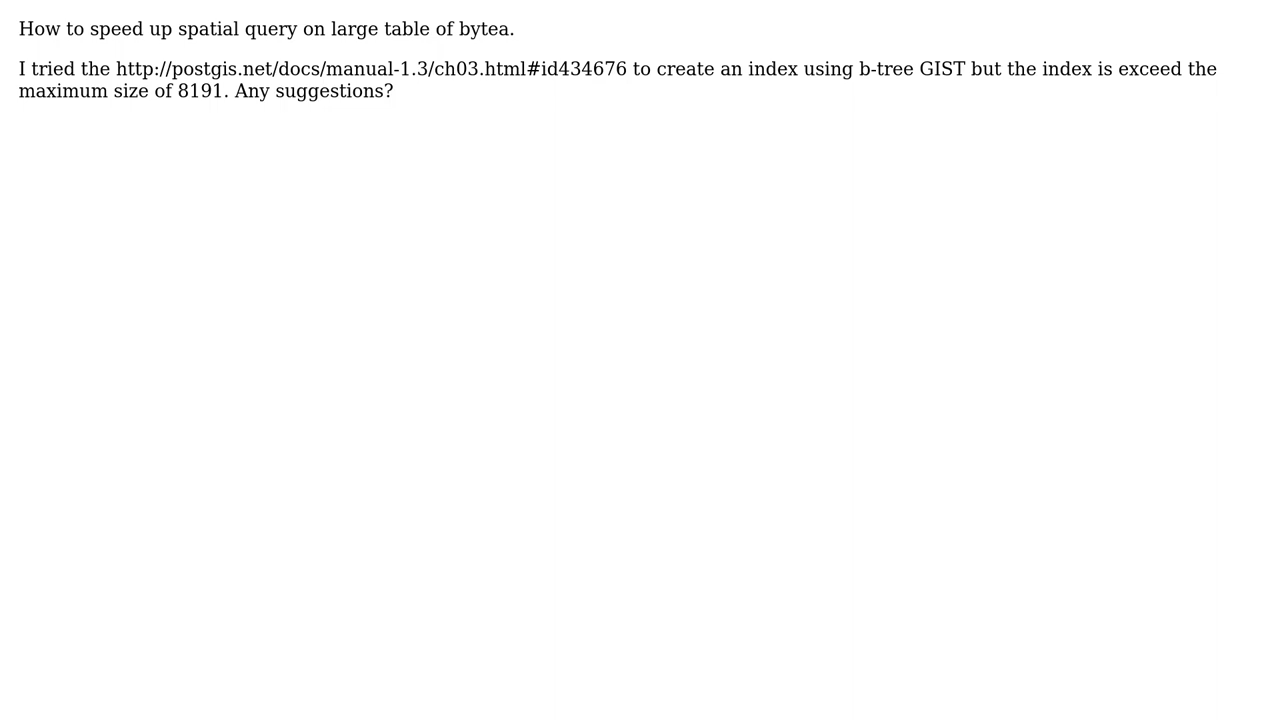 How to speed up spatial query on large table of bytea.
I tried the http://postgis.net/docs/manual-1.3/ch03.html#id434676 to create an index using b-tree GIST but the index is exceed the
maximum size of 8191. Any suggestions?